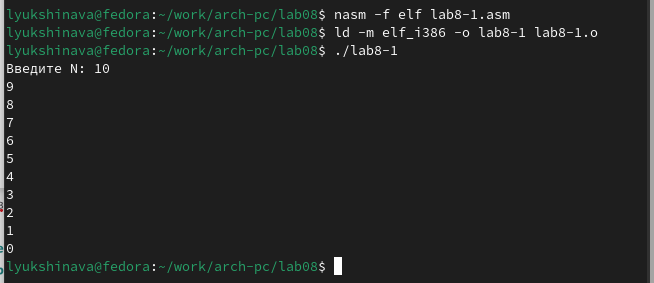 lyukshinava@fedora:~/work/arch-pc/lab08$ nasm -f elf lab8-1.asm
lyukshinava@fedora:~/work/arch-pc/lab08$ ld -m elf_i386 -o lab8-1 lab8-1.o
lyukshinava@fedora:~/work/arch-pc/lab08$ ./lab8-1
Введите N: 10
9
8
7
6
5
4
3
2
1
0
lyukshinava@fedora:~/work/arch-pc/lab08$